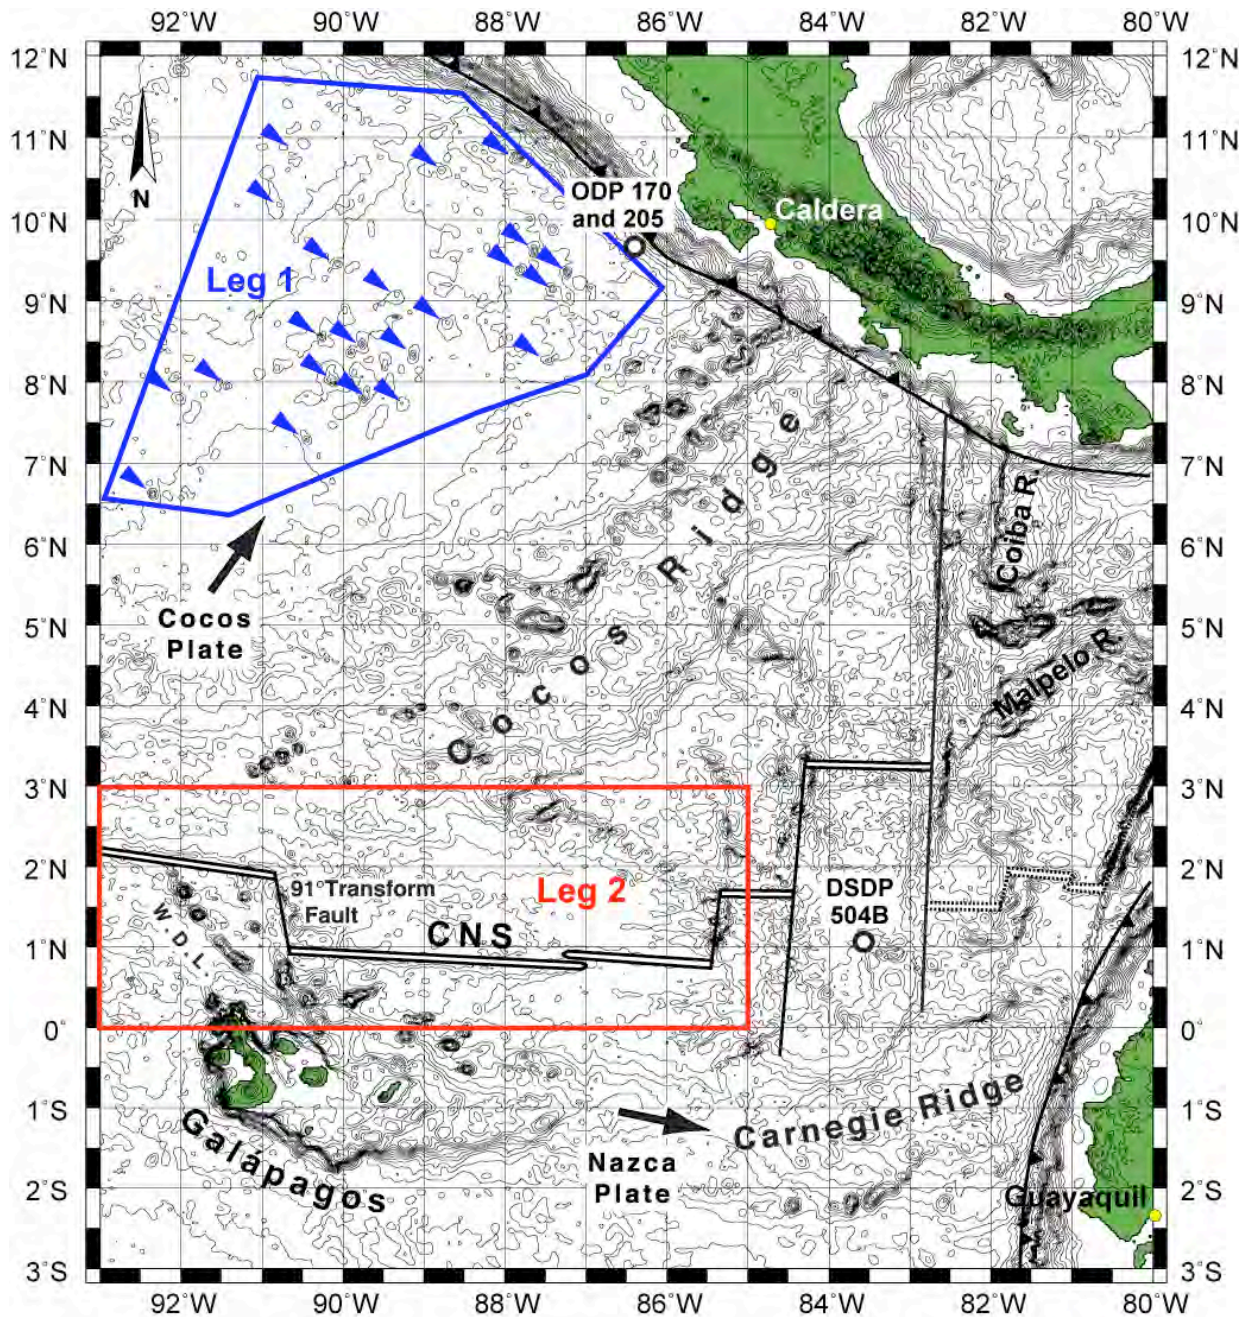 92°W 90°W 88°W 86°W 84°W 82°W 80°W
12°N 12°N
11°N 11°N
N
ODP 170
and 205
10°N 10°N
Caldera
Leg 1
9°N 9°N
8°N 8°N
7°N 7°N
Coiba R.
6°N 6°N
Cocos
Plate
Cocos Ridge
5°N 5°N
Malpelo R.
4°N 4°N
3°N 3°N
2°N 2°N
91°Transform
Fault
Leg 2
DSDP
504B
W. D. L.
CNS
1°N 1°N
0° 0°
1°S 1°S
Carnegie Ridge
Galápagos
Nazca
Plate
2°S 2°S
Guayaquil
3°S 3°S
92°W 90°W 88°W 86°W 84°W 82°W 80°W